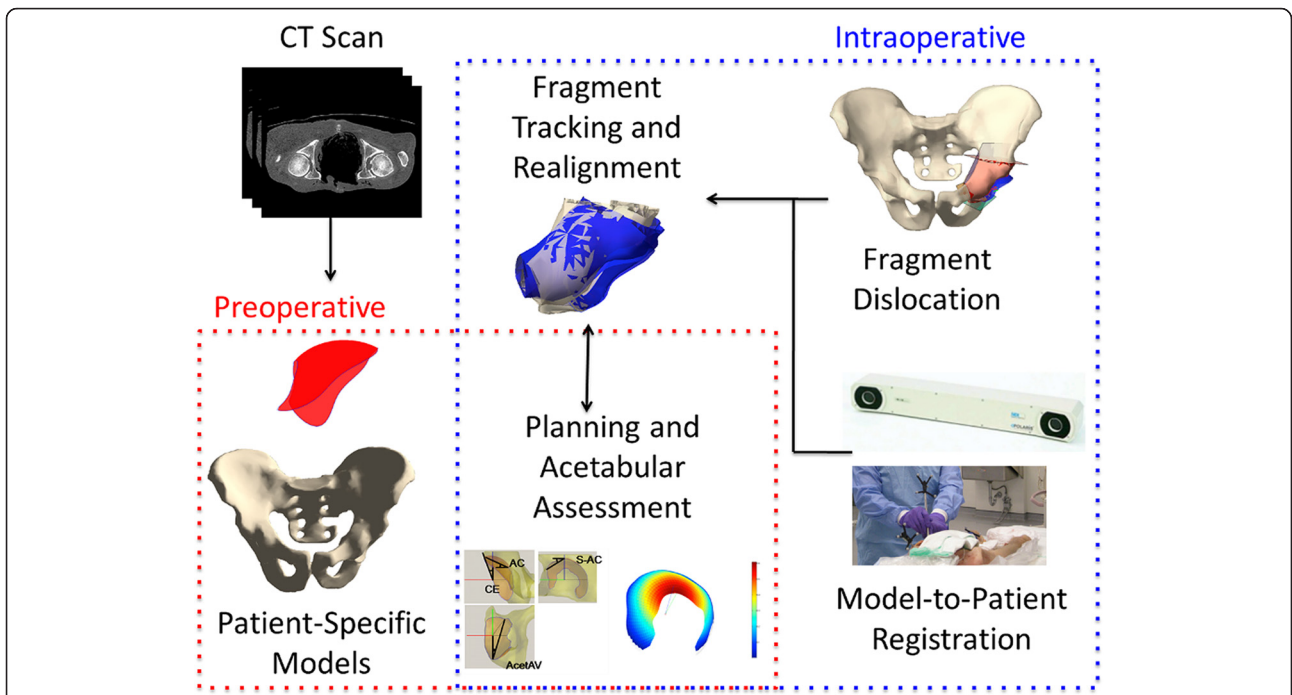 CT Scan
Intraoperative
Fragment
Tracking and
Realignment
Fragment
Dislocation
Preoperative
Planning and
Acetabular
Assessment
AC
CE
S-AC
AcetAV
Patient-Specific
Models
POLARIS
Model-to-Patient
Registration